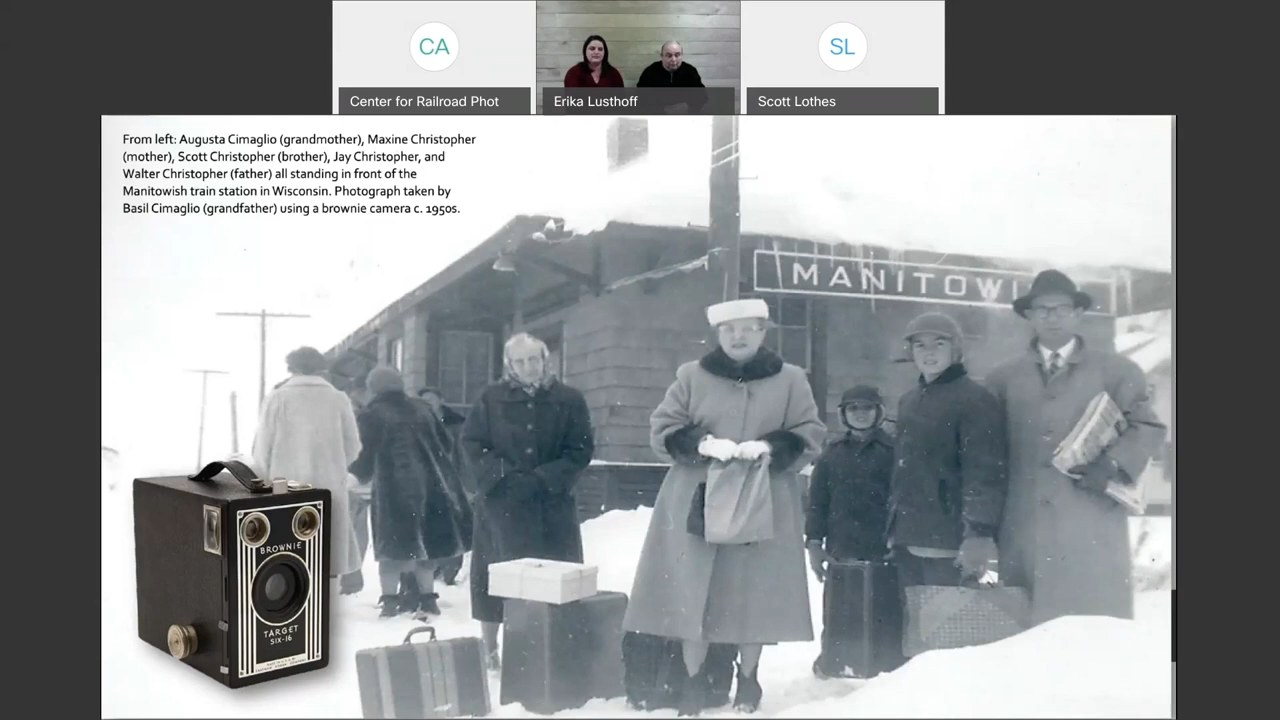 CA
SL
Center for Railroad Phot
Erika Lusthoff
Scott Lothes
From left: Augusta Cimaglio (grandmother), Maxine Christopher
(mother), Scott Christopher (brother), Jay Christopher, and
Walter Christopher (father) all standing in front of the
Manitowish train station in Wisconsin. Photograph taken by
Basil Cimaglio (grandfather) using a brownie camera c. 1950s.
MANITOWI
BROWNIE
TARGET
SIX-16